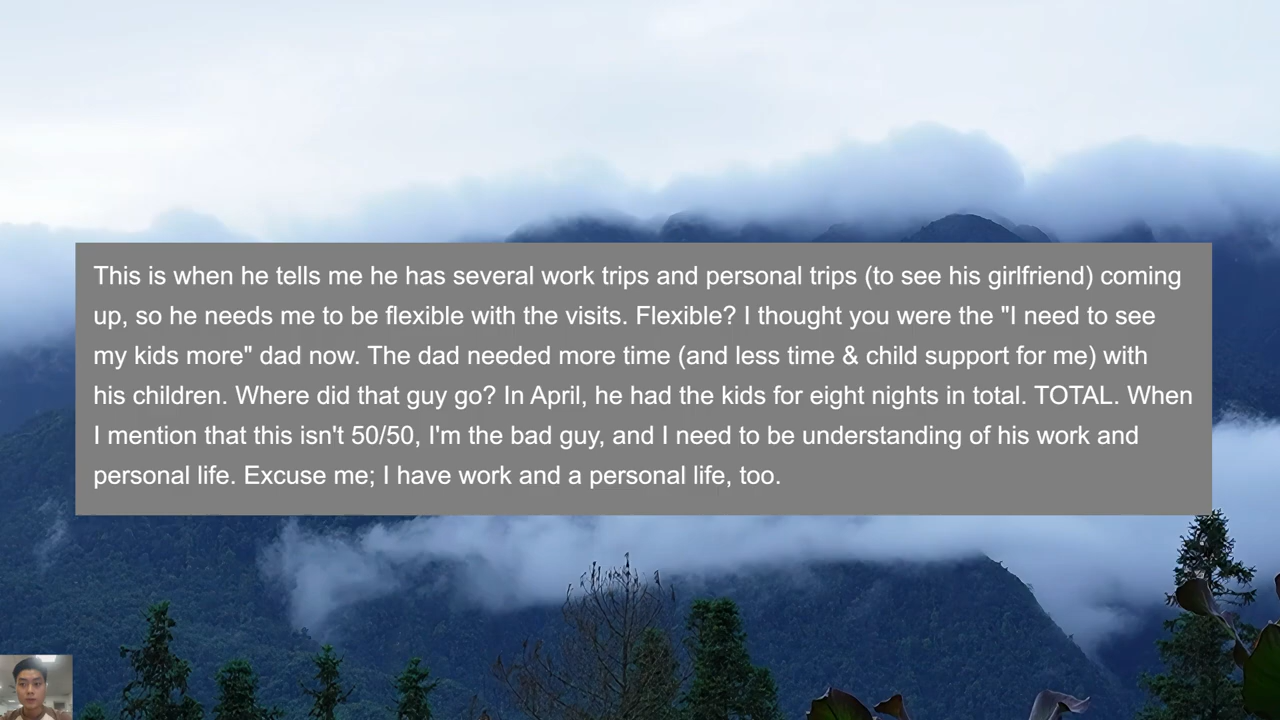 This is when he tells me he has several work trips and personal trips (to see his girlfriend) coming
up, so he needs me to be flexible with the visits. Flexible? I thought you were the "I need to see
my kids more" dad now. The dad needed more time (and less time & child support for me) with
his children. Where did that guy go? In April, he had the kids for eight nights in total. TOTAL. When
I mention that this isn't 50/50, I'm the bad guy, and I need to be understanding of his work and
personal life. Excuse me; I have work and a personal life, too.